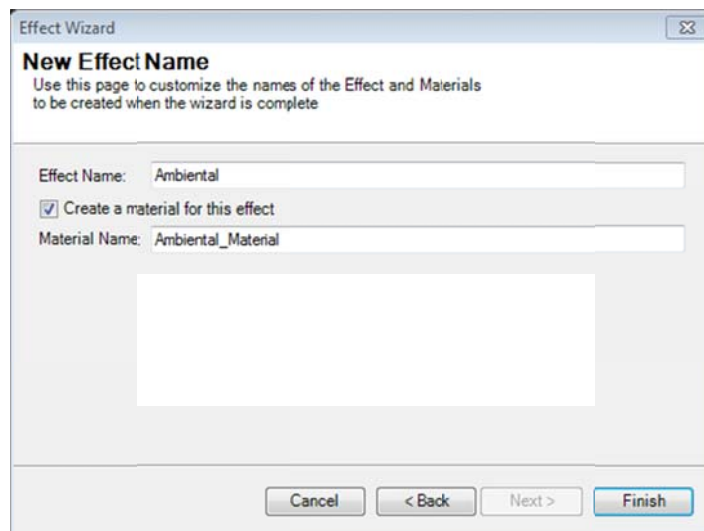 Effect Wizard
New Effect Name
Use this page to customize the names of the Effect and Materials
to be created when the wizard is complete
Effect Name: Ambiental
Create a material for this effect
Material Name: Ambiental_Material
Cancel < Back Next > Finish